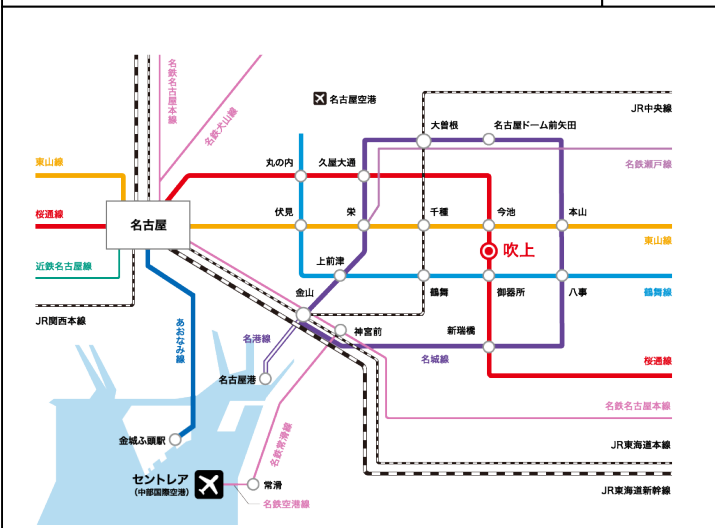 名鉄名古屋本線
名鉄犬山線
名古屋空港
JR中央線
大曽根
名古屋ドーム前矢田
東山線
丸の内
久屋大通
名鉄瀬戸線
桜通線
名古屋
伏見
栄
千種
今池
本山
東山線
吹上
近鉄名古屋線
上前津
金山
鶴舞
御器所
八事
鶴舞線
JR関西本線
あおなみ線
名港線
神宮前
新瑞橋
名城線
桜通線
名古屋港
名鉄名古屋本線
金城ふ頭駅
名鉄常滑線
JR東海道本線
セントレア
(中部国際空港)
常滑
JR東海道新幹線
名鉄空港線